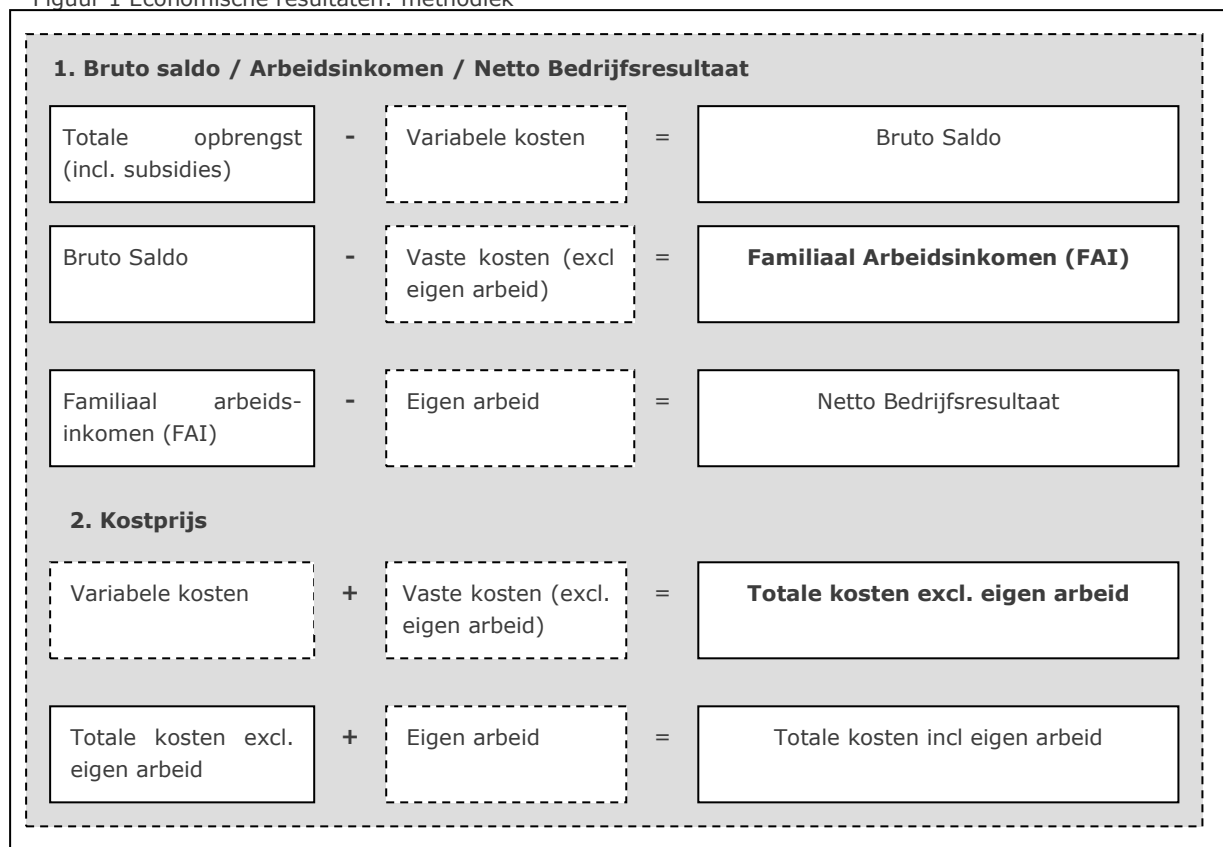 Figuur 1 Economische resultaten: methodiek
1. Bruto saldo / Arbeidsinkomen / Netto Bedrijfsresultaat
Totale opbrengst
(incl. subsidies)
-
Variabele kosten
=
Bruto Saldo
Bruto Saldo
-
Vaste kosten (excl
eigen arbeid)
=
Familiaal Arbeidsinkomen (FAI)
Familiaal arbeids-
inkomen (FAI)
-
Eigen arbeid
=
Netto Bedrijfsresultaat
2. Kostprijs
Variabele kosten
+
Vaste kosten (excl.
eigen arbeid)
=
Totale kosten excl. eigen arbeid
Totale kosten excl.
eigen arbeid
+
Eigen arbeid
=
Totale kosten incl eigen arbeid